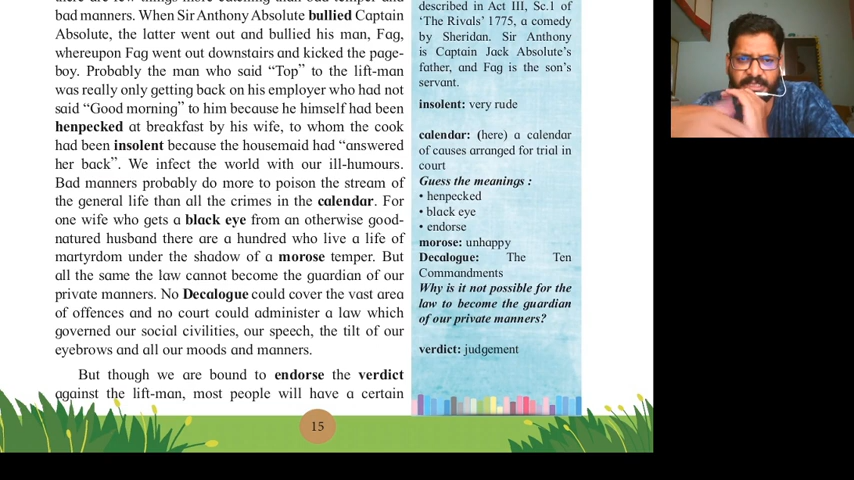 bad manners. When Sir Anthony Absolute bullied Captain
Absolute, the latter went out and bullied his man, Fag,
whereupon Fag went out downstairs and kicked the page-
boy. Probably the man who said “Top” to the lift-man
was really only getting back on his employer who had not
said “Good morning” to him because he himself had been
henpecked at breakfast by his wife, to whom the cook
had been insolent because the housemaid had “answered
her back”. We infect the world with our ill-humours.
Bad manners probably do more to poison the stream of
the general life than all the crimes in the calendar. For
one wife who gets a black eye from an otherwise good-
natured husband there are a hundred who live a life of
martyrdom under the shadow of a morose temper. But
all the same the law cannot become the guardian of our
private manners. No Decalogue could cover the vast area
of offences and no court could administer a law which
governed our social civilities, our speech, the tilt of our
eyebrows and all our moods and manners.
But though we are bound to endorse the verdict
against the lift-man, most people will have a certain
described in Act III, Sc.1 of
‘The Rivals’ 1775, a comedy
by Sheridan. Sir Anthony
is Captain Jack Absolute’s
father, and Fag is the son’s
servant.
insolent: very rude
calendar: (here) a calendar
of causes arranged for trial in
court
Guess the meanings :
• henpecked
• black eye
• endorse
morose: unhappy
Decalogue: The Ten
Commandments
Why is it not possible for the
law to become the guardian
of our private manners?
verdict: judgement
15